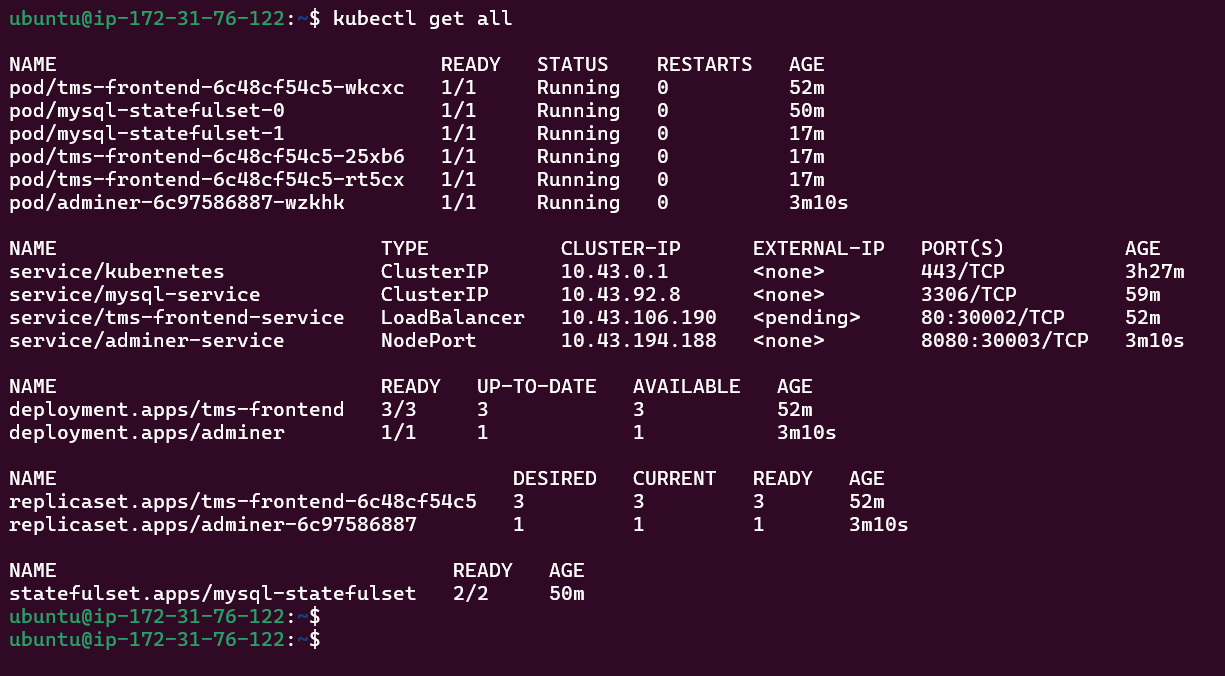 ubuntu@ip-172-31-76-122:~$ kubectl get all
NAME READY STATUS RESTARTS AGE
pod/tms-frontend-6c48cf54c5-wkcxc 1/1 Running 0 52m
pod/mysql-statefulset-0 1/1 Running 0 50m
pod/mysql-statefulset-1 1/1 Running 0 17m
pod/tms-frontend-6c48cf54c5-25xb6 1/1 Running 0 17m
pod/tms-frontend-6c48cf54c5-rt5cx 1/1 Running 0 17m
pod/adminer-6c97586887-wzkhk 1/1 Running 0 3m10s
NAME TYPE CLUSTER-IP EXTERNAL-IP PORT(S) AGE
service/kubernetes ClusterIP 10.43.0.1 <none> 443/TCP 3h27m
service/mysql-service ClusterIP 10.43.92.8 <none> 3306/TCP 59m
service/tms-frontend-service LoadBalancer 10.43.106.190 <pending> 80:30002/TCP 52m
service/adminer-service NodePort 10.43.194.188 <none> 8080:30003/TCP 3m10s
NAME READY UP-TO-DATE AVAILABLE AGE
deployment.apps/tms-frontend 3/3 3 3 52m
deployment.apps/adminer 1/1 1 1 3m10s
NAME DESIRED CURRENT READY AGE
replicaset.apps/tms-frontend-6c48cf54c5 3 3 3 52m
replicaset.apps/adminer-6c97586887 1 1 1 3m10s
NAME READY AGE
statefulset.apps/mysql-statefulset 2/2 50m
ubuntu@ip-172-31-76-122:~$
ubuntu@ip-172-31-76-122:~$